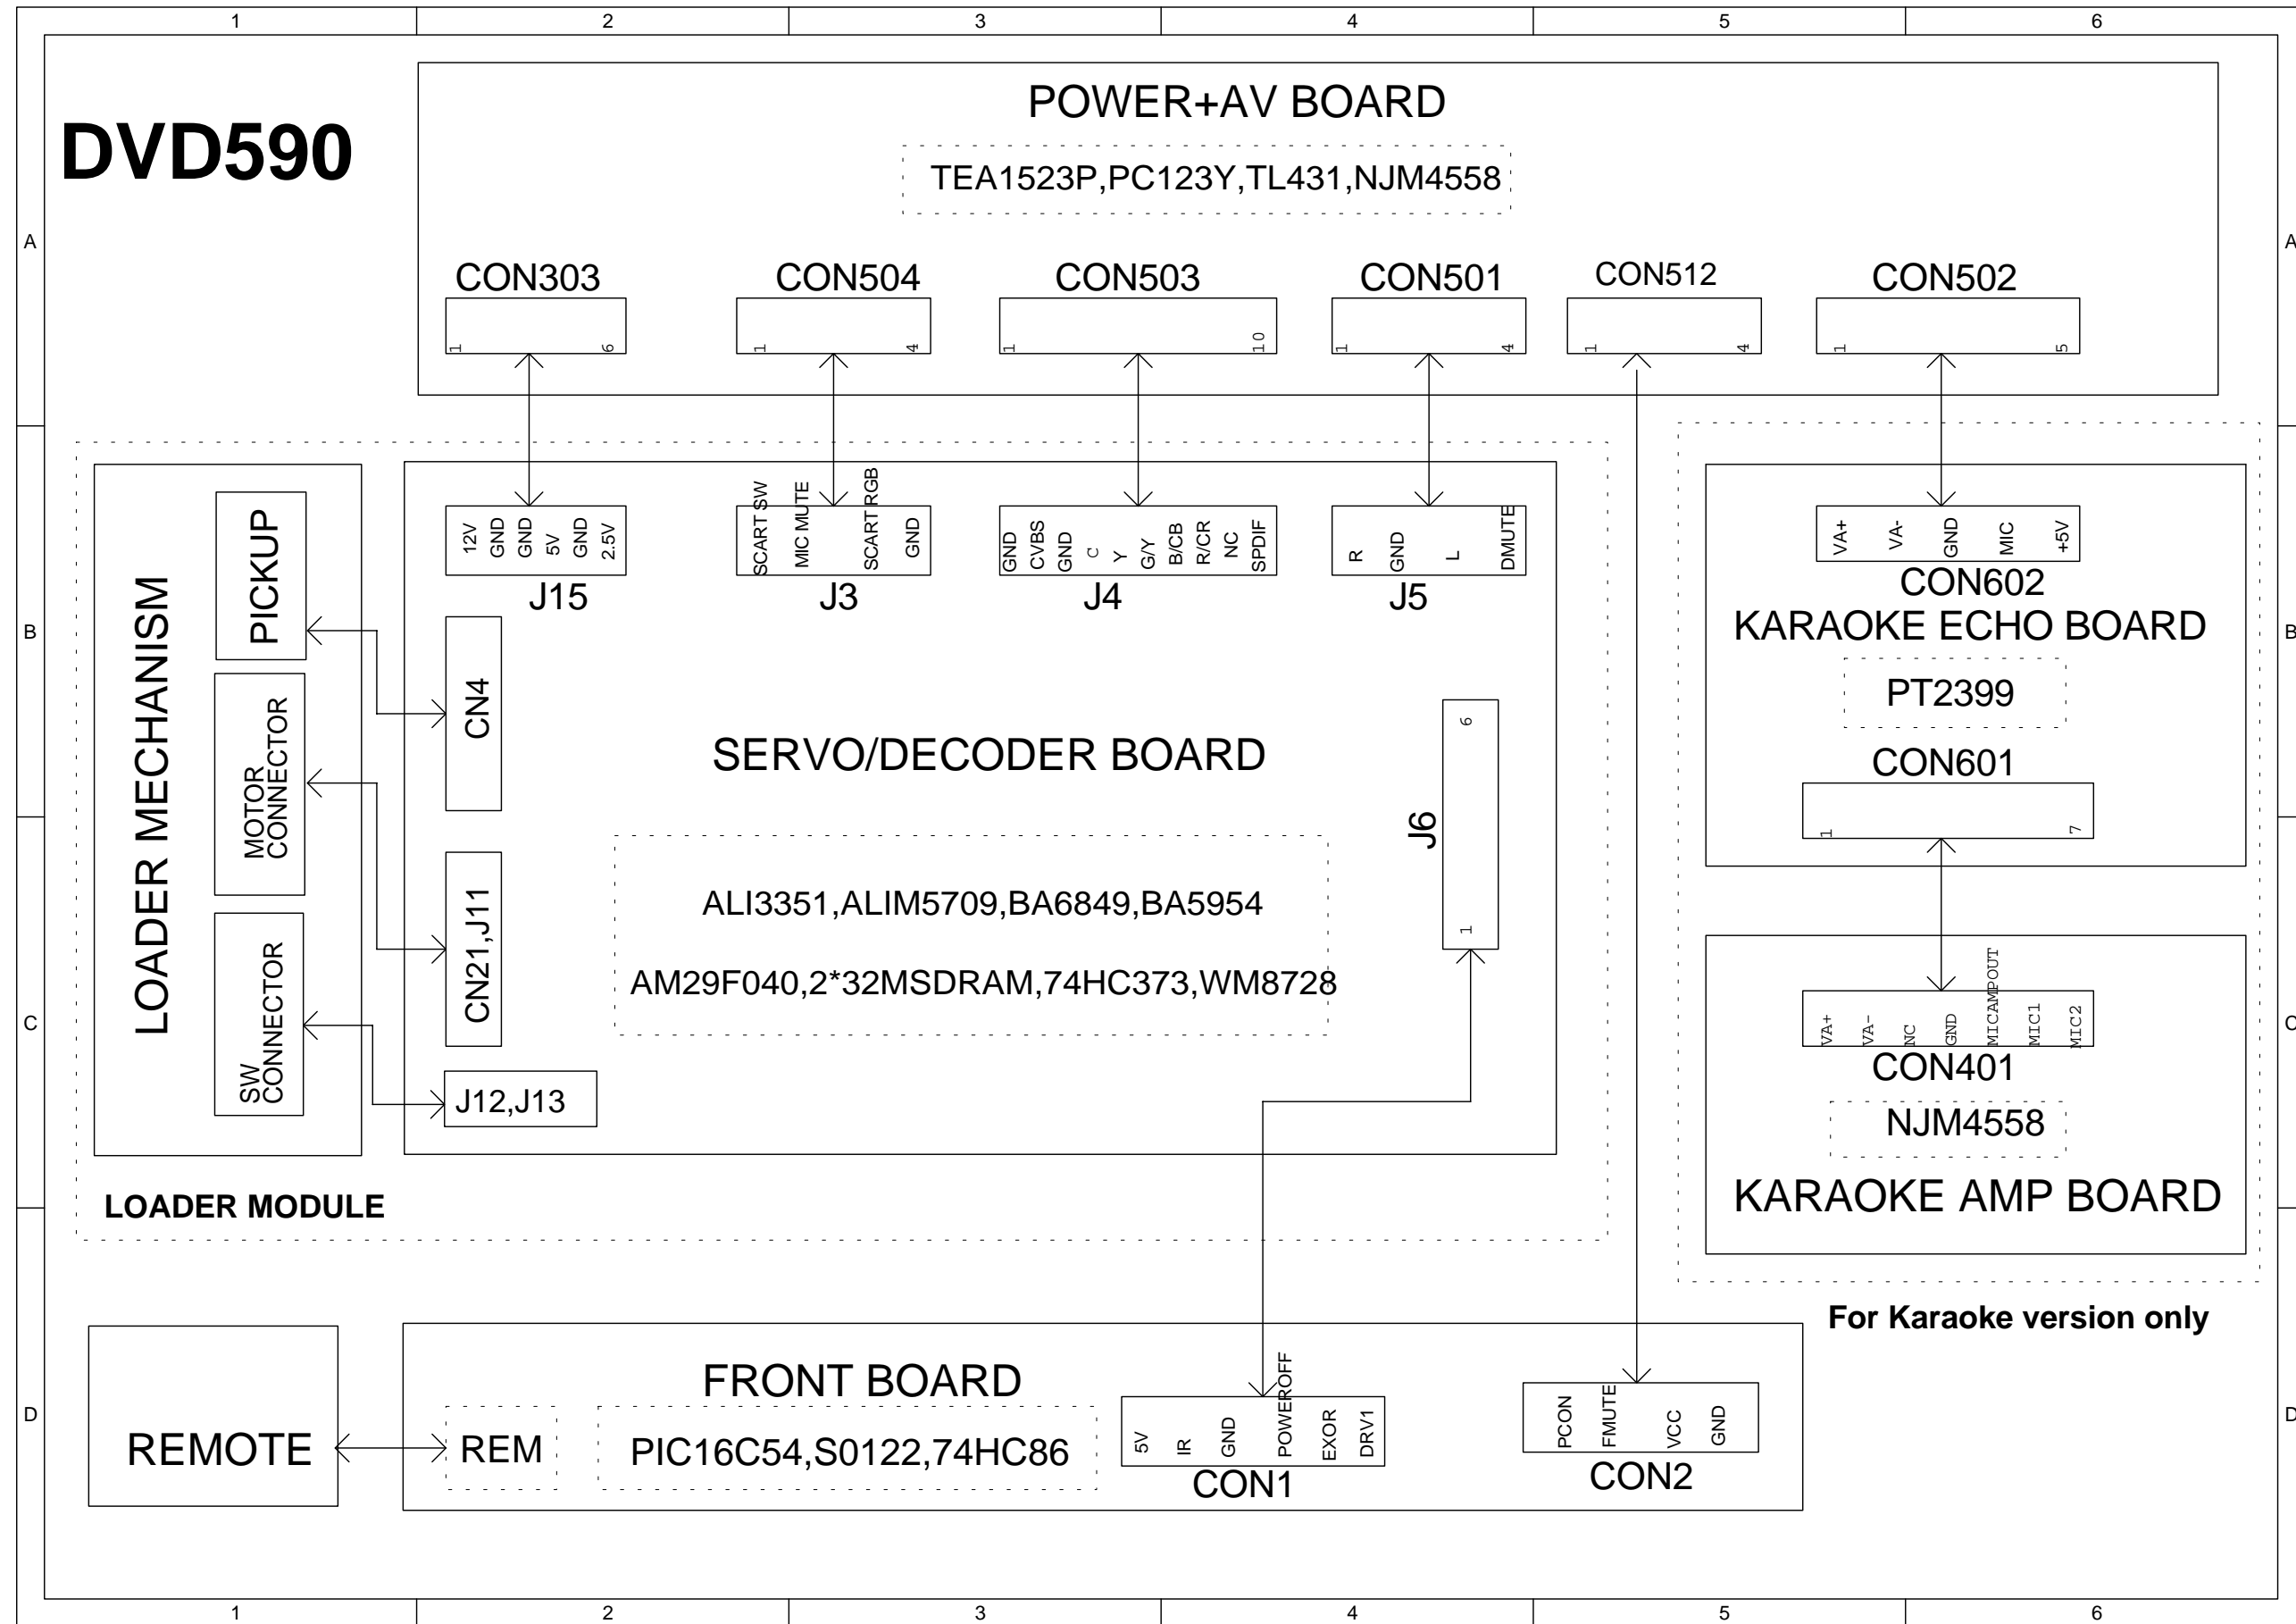 1 2 3 4 5 6
DVD590
POWER+AV BOARD
TEA1523P,PC123Y,TL431,NJM4558
A A
CON303 CON504 CON503 CON501 CON512 CON502
1 6 1 4 1 10 1 4 1 4 1 5
12V GND GND 5V GND 2.5V
J15
SCART SW MIC MUTE SCART RGB GND
J3
GND CVBS GND C Y G/Y B/CB R/CR NC SPDIF
J4
R GND L DMUTE
J5
VA+ VA- GND MIC +5V
CON602
KARAOKE ECHO BOARD
PT2399
CON601
1 7
B B
LOADER MECHANISM
PICKUP
MOTOR
CONNECTOR
SW
CONNECTOR
CN4
CN21,J11
J12,J13
SERVO/DECODER BOARD
J6
6
1
ALI3351,ALIM5709,BA6849,BA5954
AM29F040,2*32MSDRAM,74HC373,WM8728
C C
VA+ VA- NC GND MICAMPOUT MIC1 MIC2
CON401
NJM4558
KARAOKE AMP BOARD
LOADER MODULE
For Karaoke version only
D D
REMOTE
FRONT BOARD
REM
PIC16C54,S0122,74HC86
5V IR GND POWEROFF EXOR DRV1
CON1
PCON FMUTE VCC GND
CON2
1 2 3 4 5 6